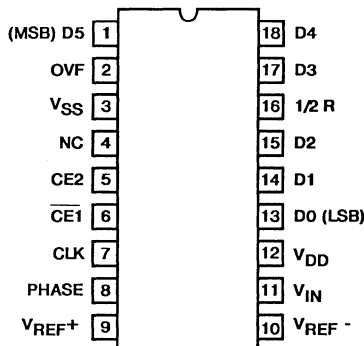 (MSB) D5 1 18 D4
OVF 2 17 D3
VSS 3 16 1/2 R
NC 4 15 D2
CE2 5 14 D1
CE1 6 13 D0 (LSB)
CLK 7 12 VDD
PHASE 8 11 VIN
VREF+ 9 10 VREF -